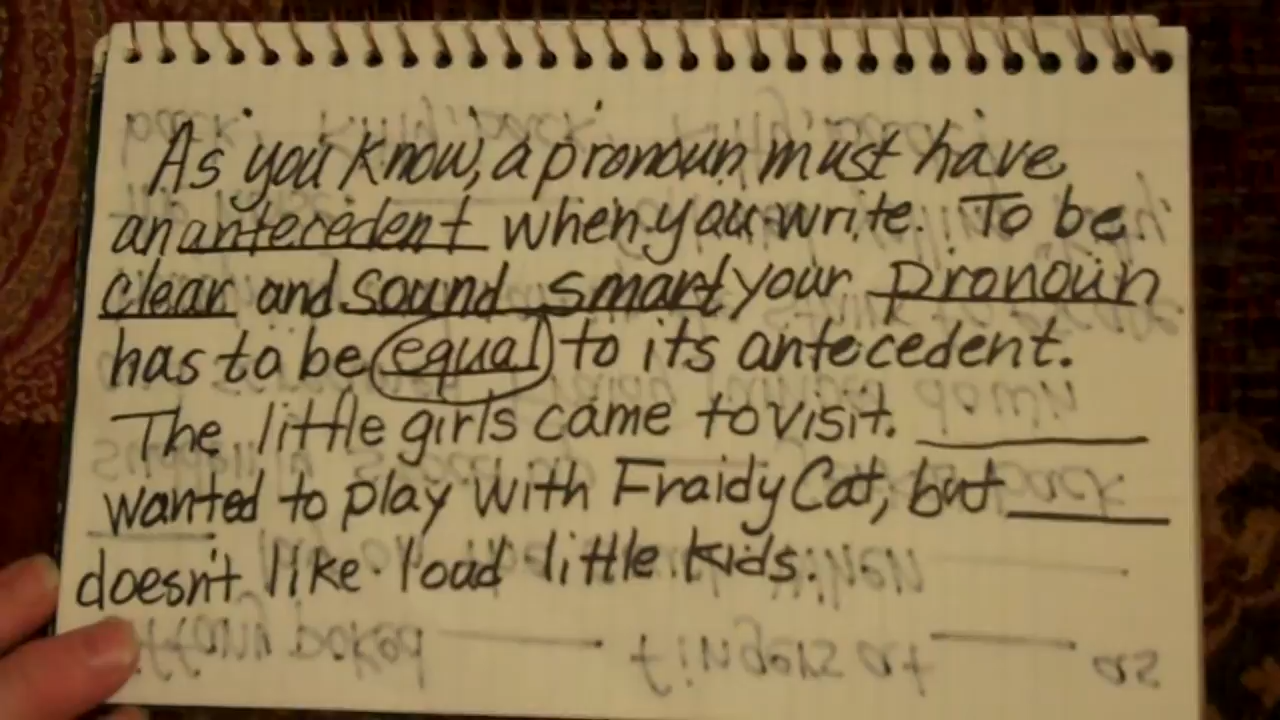 As you know, a pronoun must have
an antecedent when you write. To be
clear and sound smart your pronoun
has to be equal to its antecedent.
The little girls came to visit. ________
wanted to play with Fraidy Cat, but ________
doesn't like loud little kids.